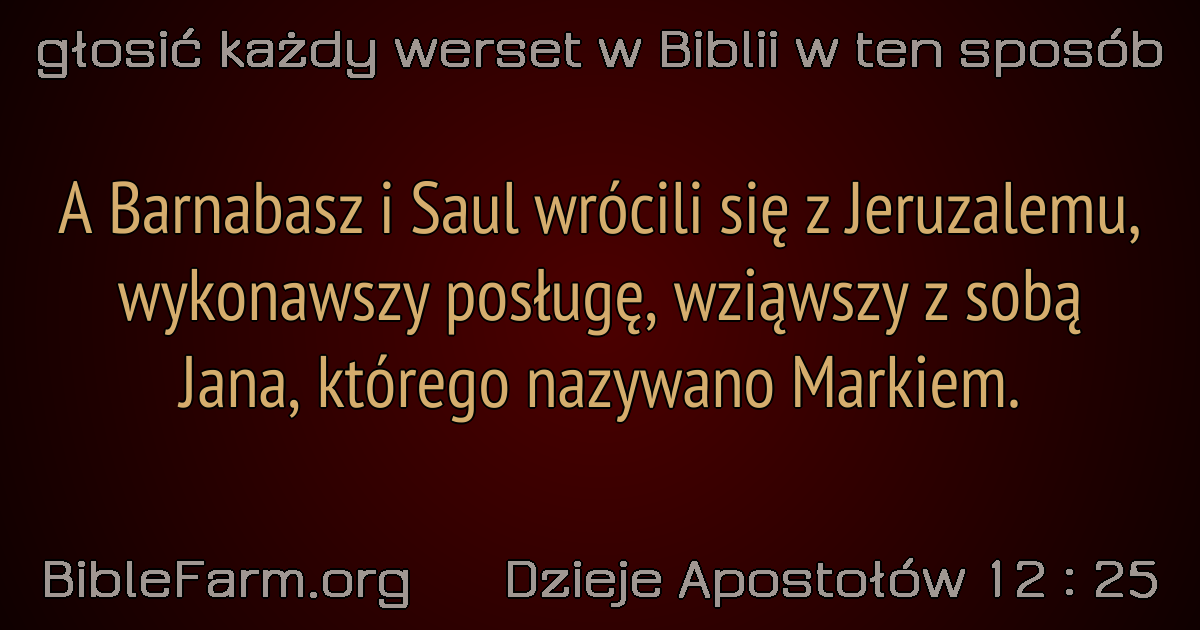 głosić każdy werset w Biblii w ten sposób
A Barnabasz i Saul wrócili się z Jeruzalemu,
wykonawszy posługę, wziąwszy z sobą
Jana, którego nazywano Markiem.
BibleFarm.org Dzieje Apostołów 12 : 25